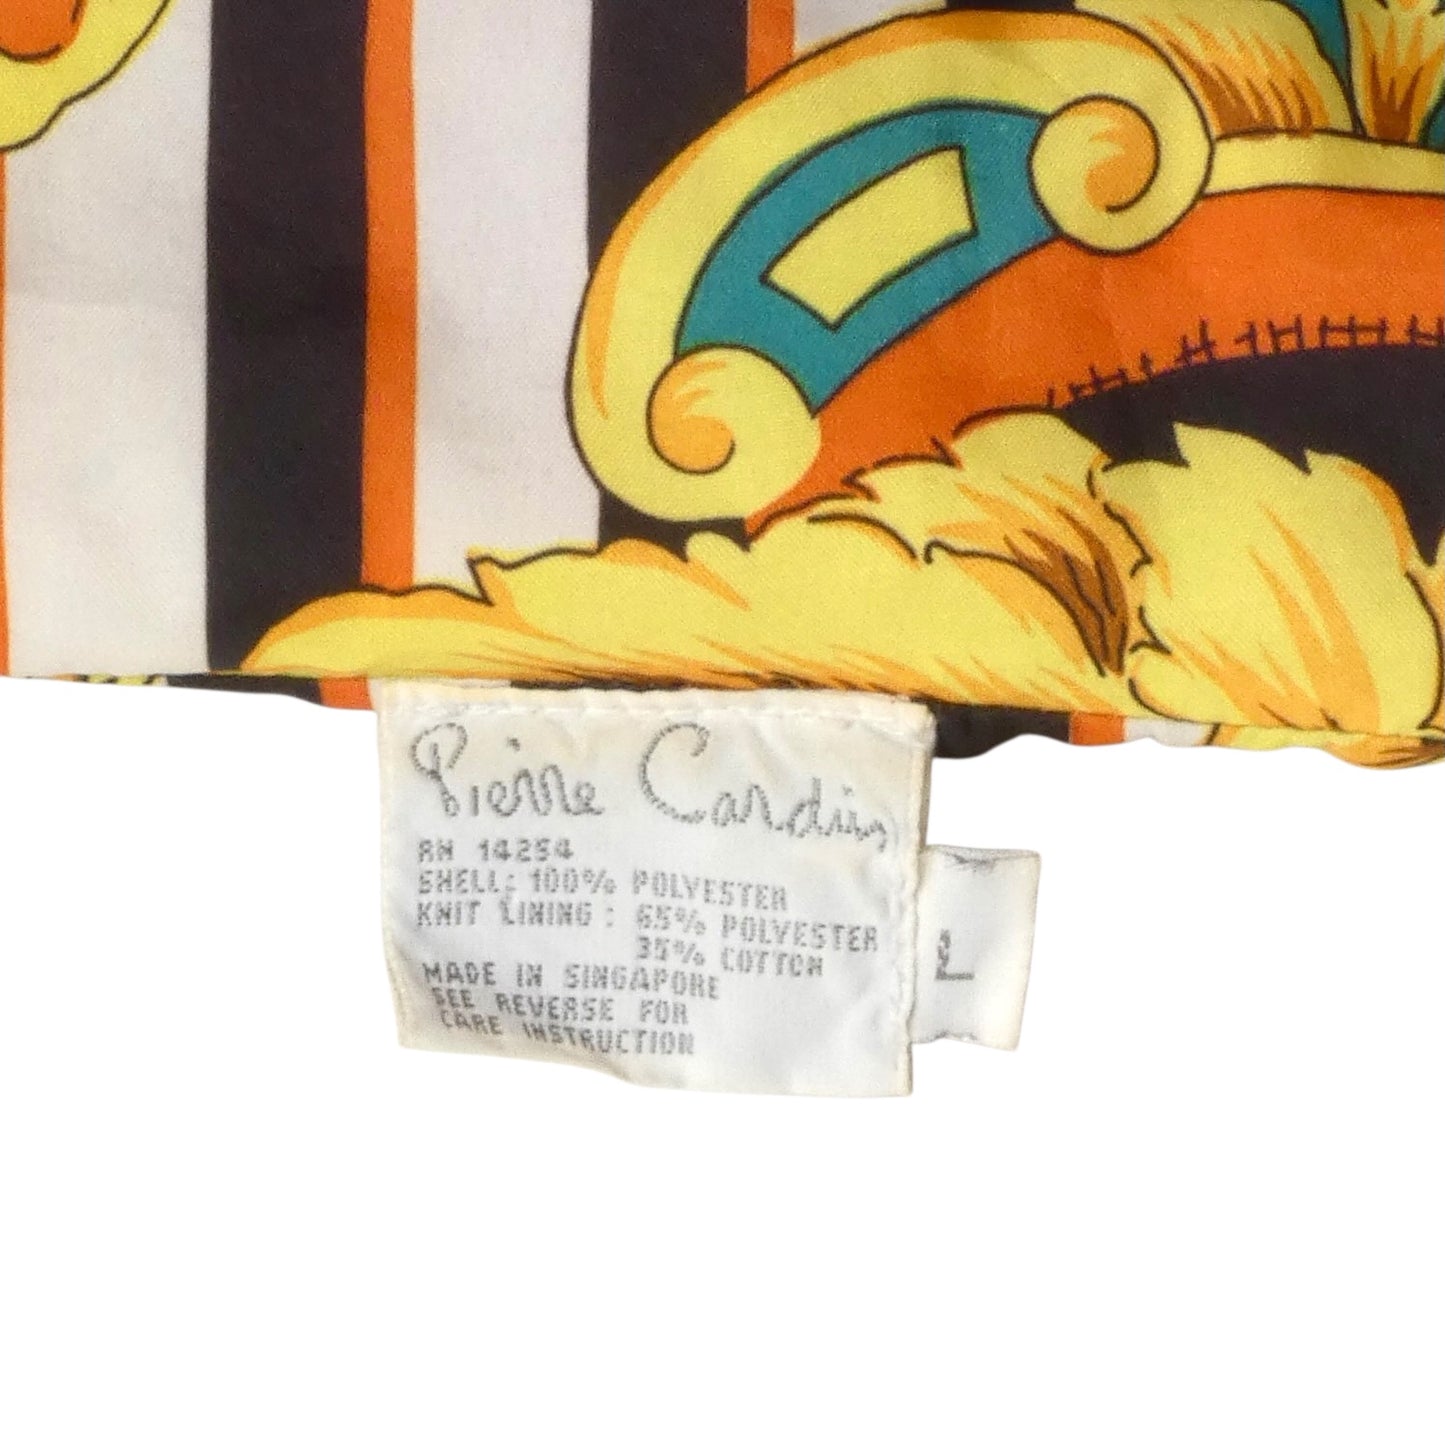 Pierre Cardin
RN 14254
SHELL: 100% POLYESTER
KNIT LINING: 65% POLYESTER
35% COTTON
MADE IN SINGAPORE
SEE REVERSE FOR
CARE INSTRUCTION
L